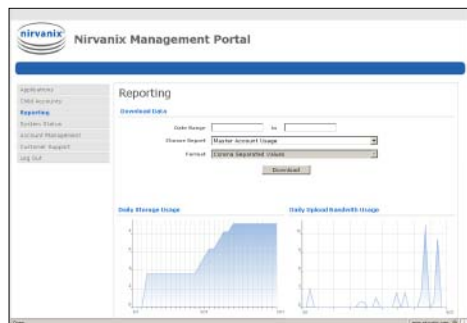 nirvanix
Nirvanix Management Portal
Applications
Child Accounts
Reporting
System Status
Account Management
Customer Support
Log Out
Reporting
Download Data
Date Range to
Choose Report Master Account Usage
Format Comma Separated Values
Download
Daily Storage Usage
Daily Upload Bandwith Usage